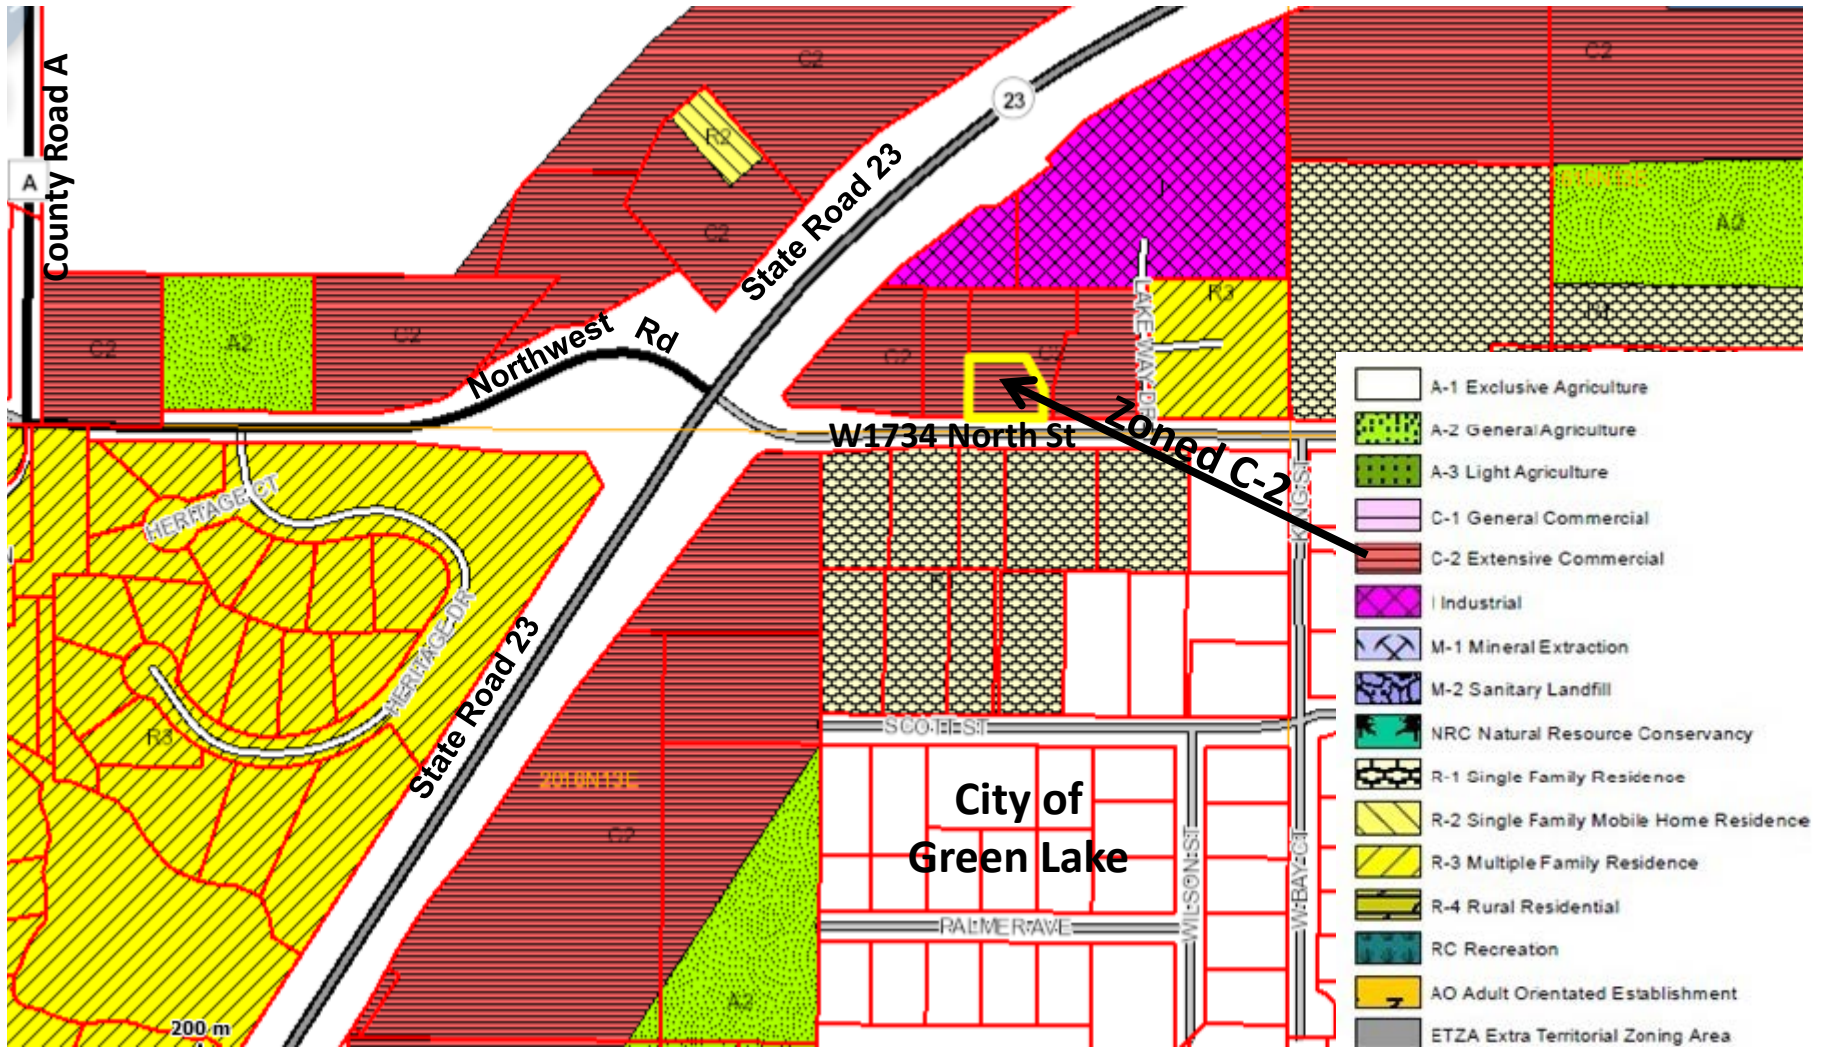 C2
C2
23
R2
A
County Road A
State Road 23
C2
I
A2
R3
LAKE WAY DR
R1
C2
A2
C2
Northwest Rd
C2
C2
W1734 North St
Zoned C-2
KING ST
HERITAGE CT
HERITAGE DR
State Road 23
R3
SCOTT ST
2016N13E
C2
City of
Green Lake
WILSON ST
W BAY CT
PALMER AVE
A2
200 m
A-1 Exclusive Agriculture
A-2 General Agriculture
A-3 Light Agriculture
C-1 General Commercial
C-2 Extensive Commercial
I Industrial
M-1 Mineral Extraction
M-2 Sanitary Landfill
NRC Natural Resource Conservancy
R-1 Single Family Residence
R-2 Single Family Mobile Home Residence
R-3 Multiple Family Residence
R-4 Rural Residential
RC Recreation
AO Adult Orientated Establishment
ETZA Extra Territorial Zoning Area